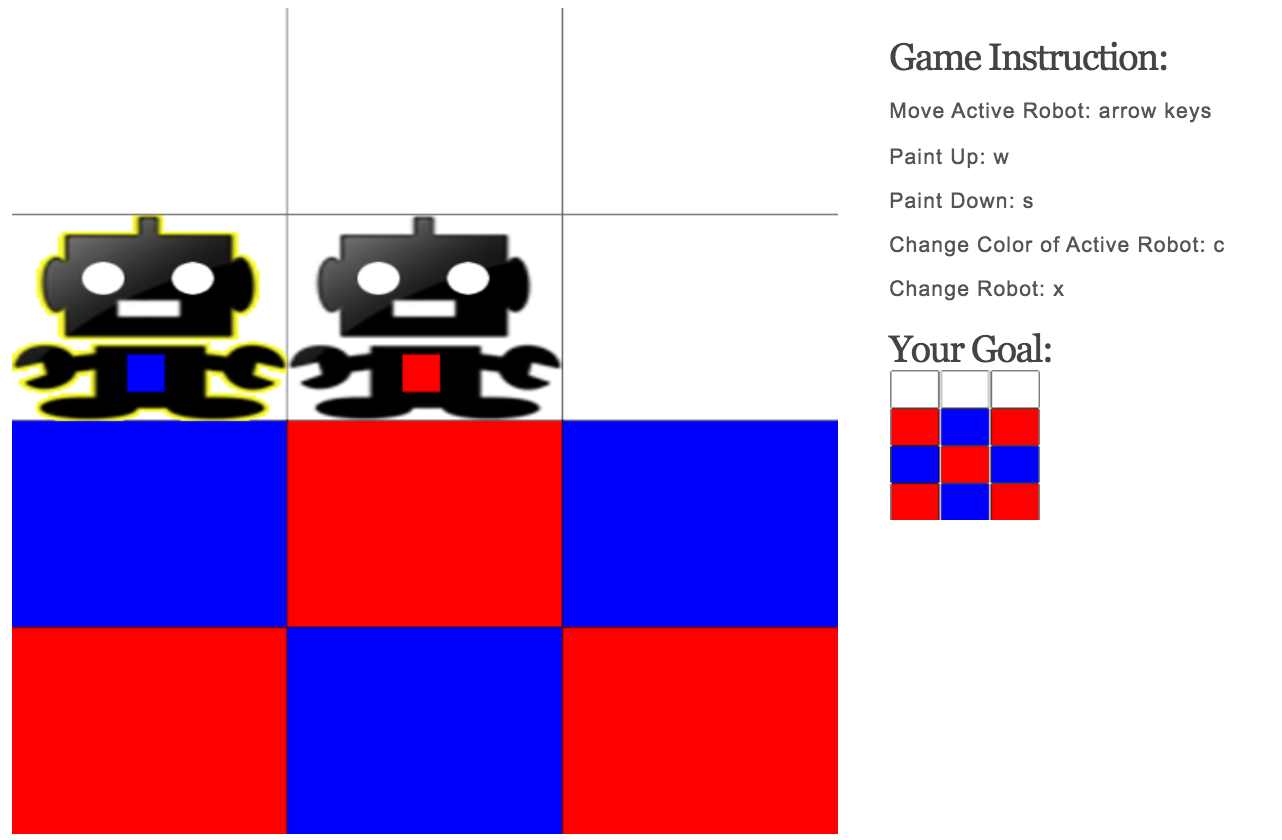 Game Instruction:
Move Active Robot: arrow keys
Paint Up: w
Paint Down: s
Change Color of Active Robot: c
Change Robot: x
Your Goal: